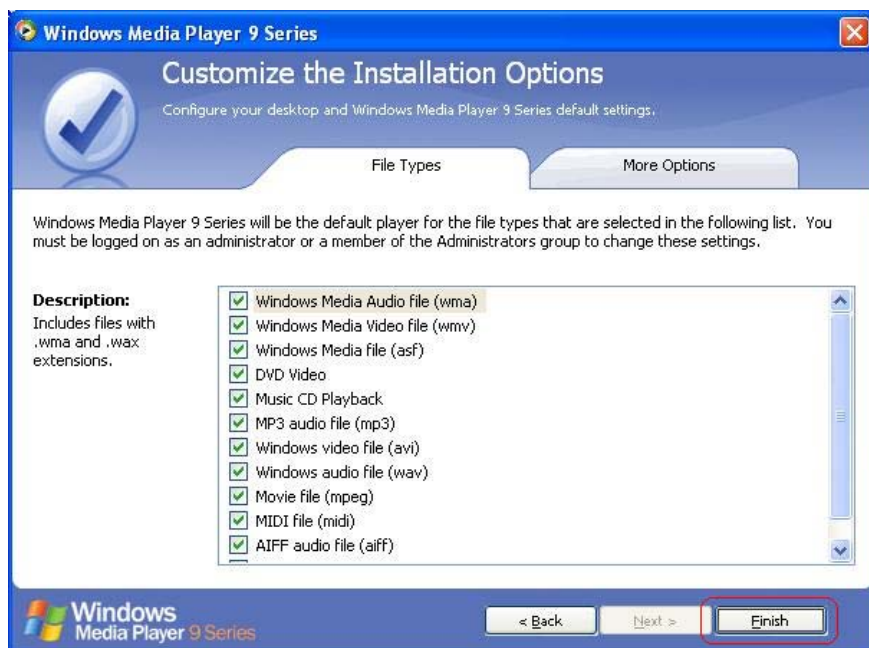 Windows Media Player 9 Series
Customize the Installation Options
Configure your desktop and Windows Media Player 9 Series default settings.
File Types
More Options
Windows Media Player 9 Series will be the default player for the file types that are selected in the following list. You
must be logged on as an administrator or a member of the Administrators group to change these settings.
Description:
Includes files with
.wma and .wax
extensions.
Windows Media Audio file (wma)
Windows Media Video file (wmv)
Windows Media file (asf)
DVD Video
Music CD Playback
MP3 audio file (mp3)
Windows video file (avi)
Windows audio file (wav)
Movie file (mpeg)
MIDI file (midi)
AIFF audio file (aiff)
Windows
Media Player 9 Series
< Back
Next >
Finish